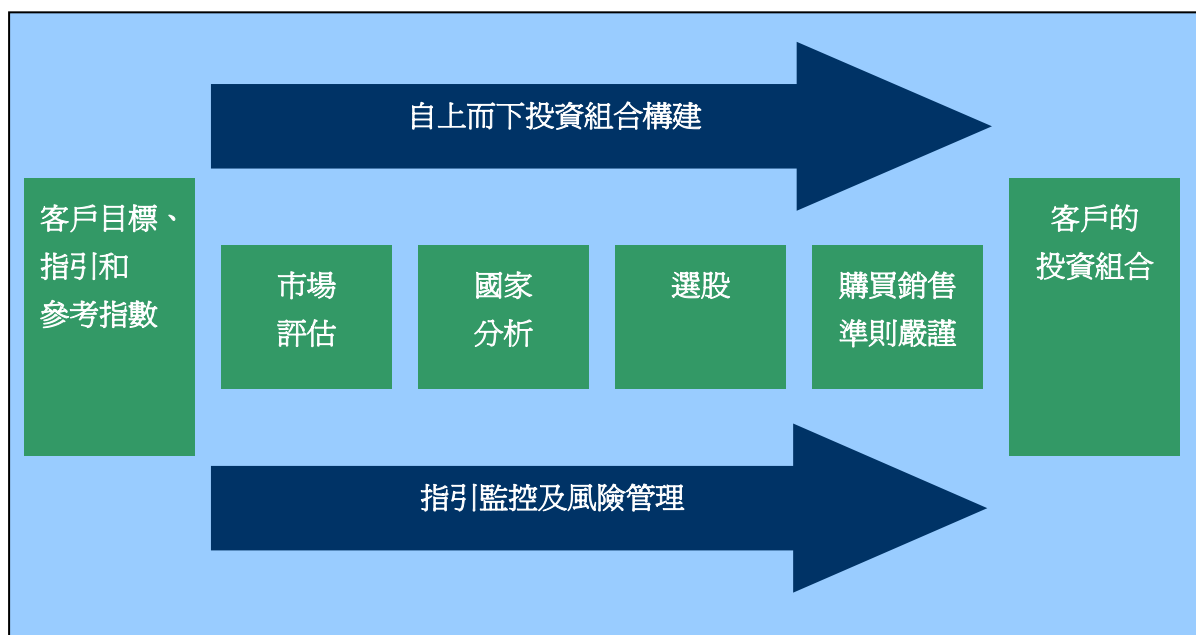 自上而下投資組合構建
客戶目標、
指引和
參考指數
市場
評估
國家
分析
選股
購買銷售
準則嚴謹
客戶的
投資組合
指引監控及風險管理